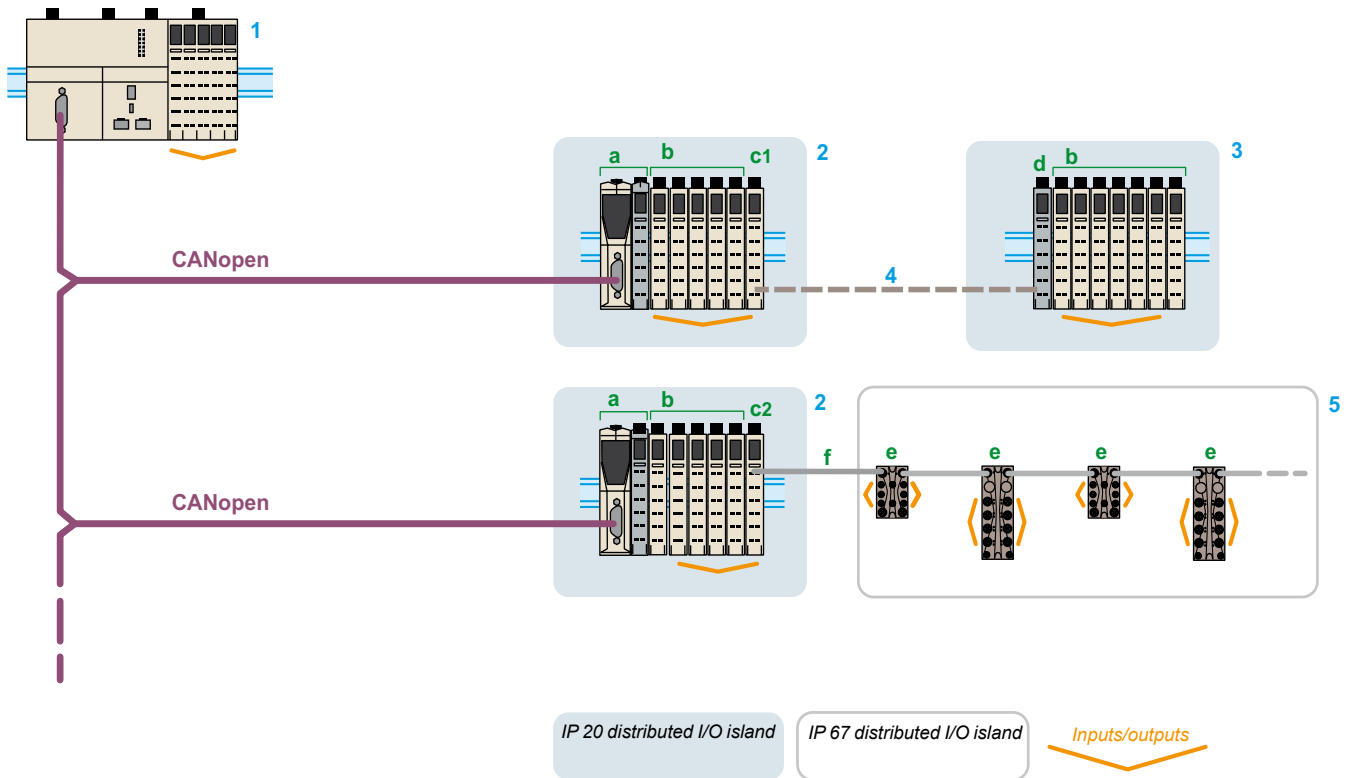 1
a b c1 2
d b 3
CANopen
4
a b c2 2
5
f e e e e
CANopen
IP 20 distributed I/O island
IP 67 distributed I/O island
Inputs/outputs